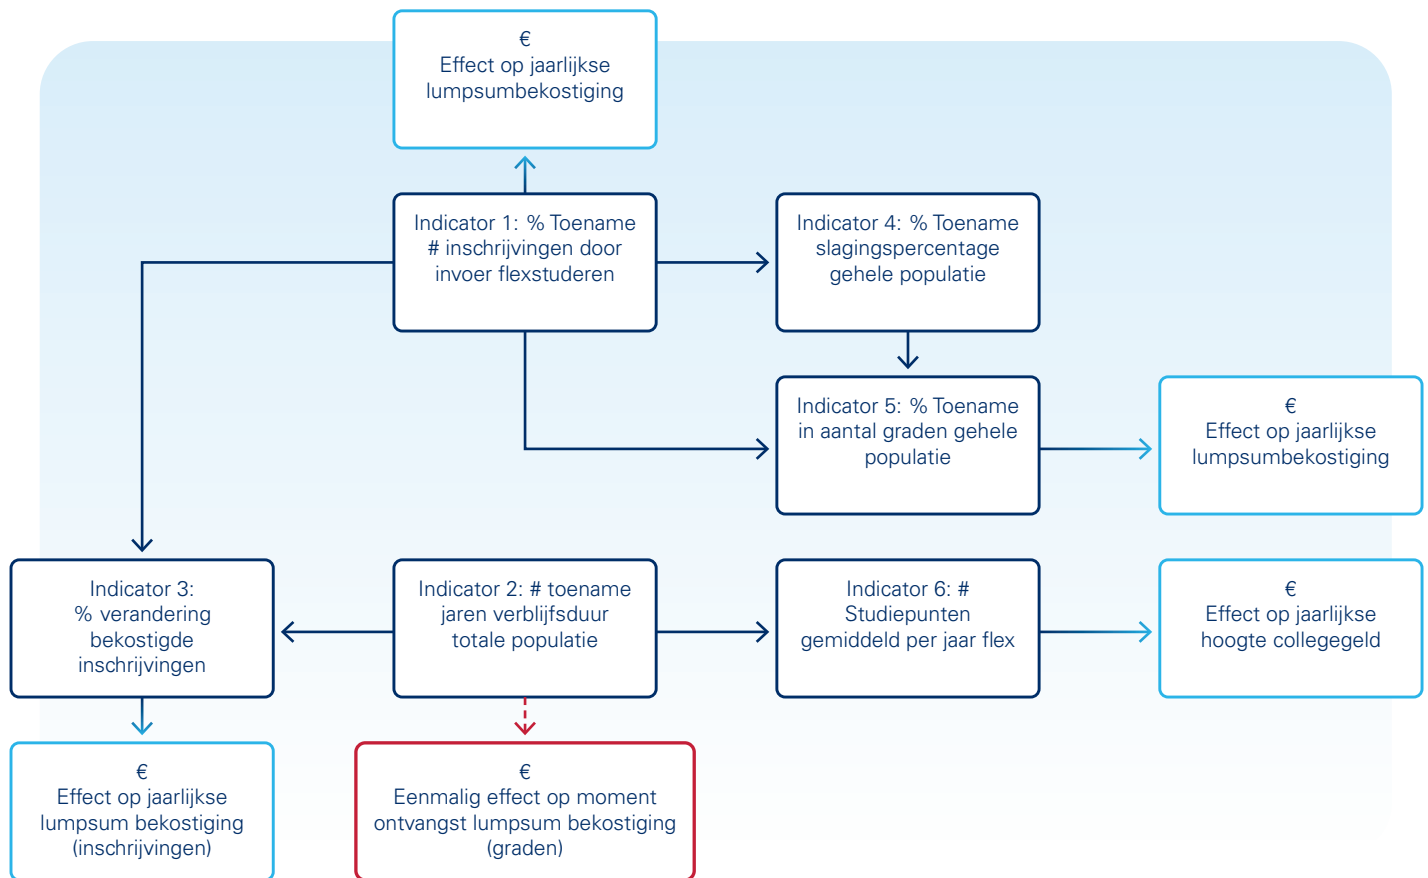 €
Effect op jaarlijkse
lumpsumbekostiging
Indicator 1: % Toename
# inschrijvingen door
invoer flexstuderen
Indicator 4: % Toename
slagingspercentage
gehele populatie
Indicator 5: % Toename
in aantal graden gehele
populatie
€
Effect op jaarlijkse
lumpsumbekostiging
Indicator 3:
% verandering
bekostigde
inschrijvingen
Indicator 2: # toename
jaren verblijfsduur
totale populatie
Indicator 6: #
Studiepunten
gemiddeld per jaar flex
€
Effect op jaarlijkse
hoogte collegegeld
€
Effect op jaarlijkse
lumpsum bekostiging
(inschrijvingen)
€
Eenmalig effect op moment
ontvangst lumpsum bekostiging
(graden)